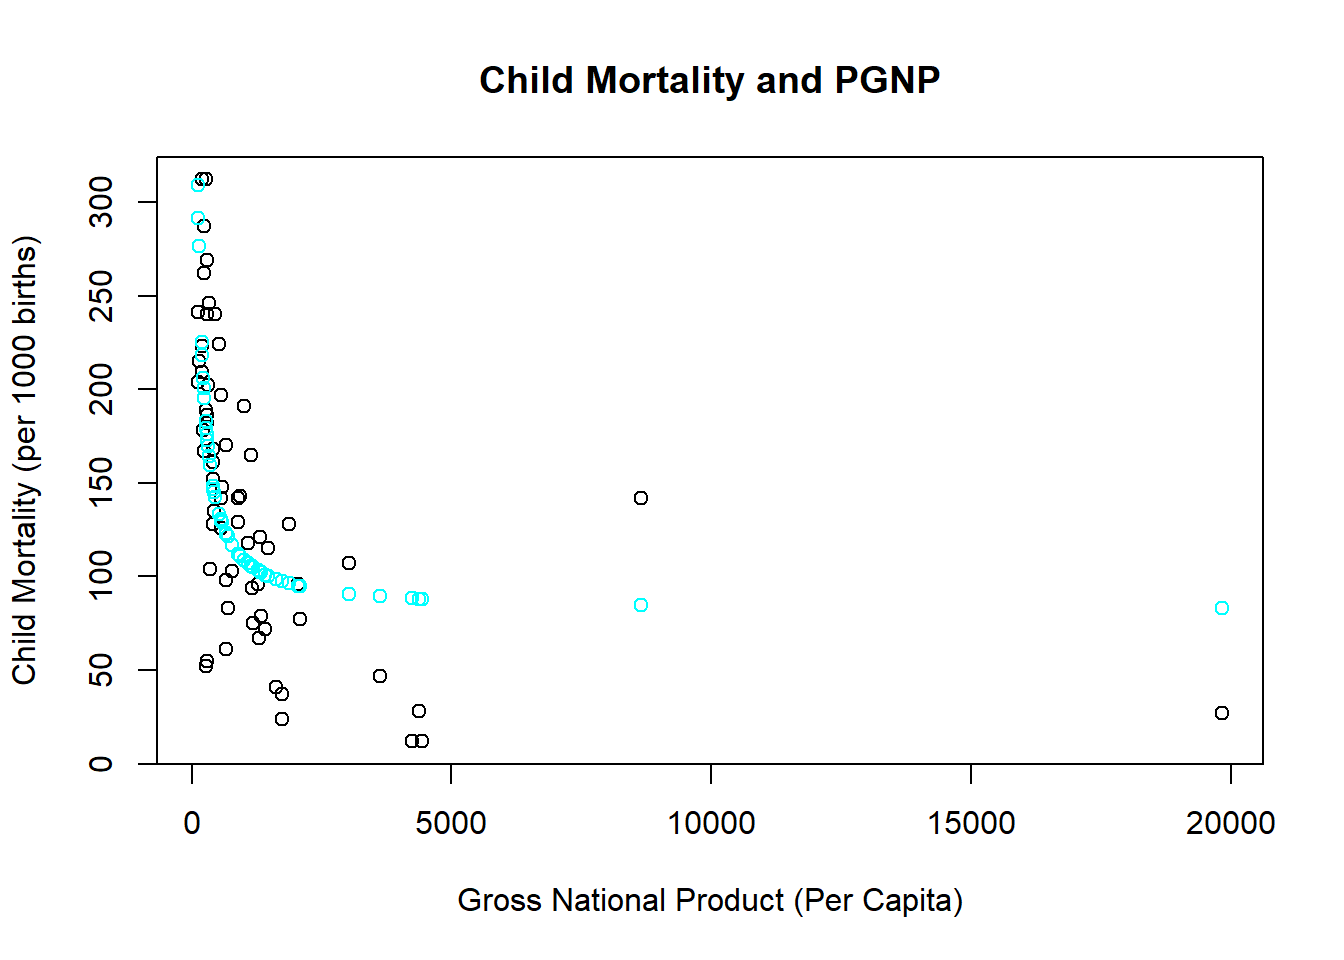 Child Mortality and PGNP
Child Mortality (per 1000 births)
300
250
200
150
100
50
0
0 5000 10000 15000 20000
Gross National Product (Per Capita)